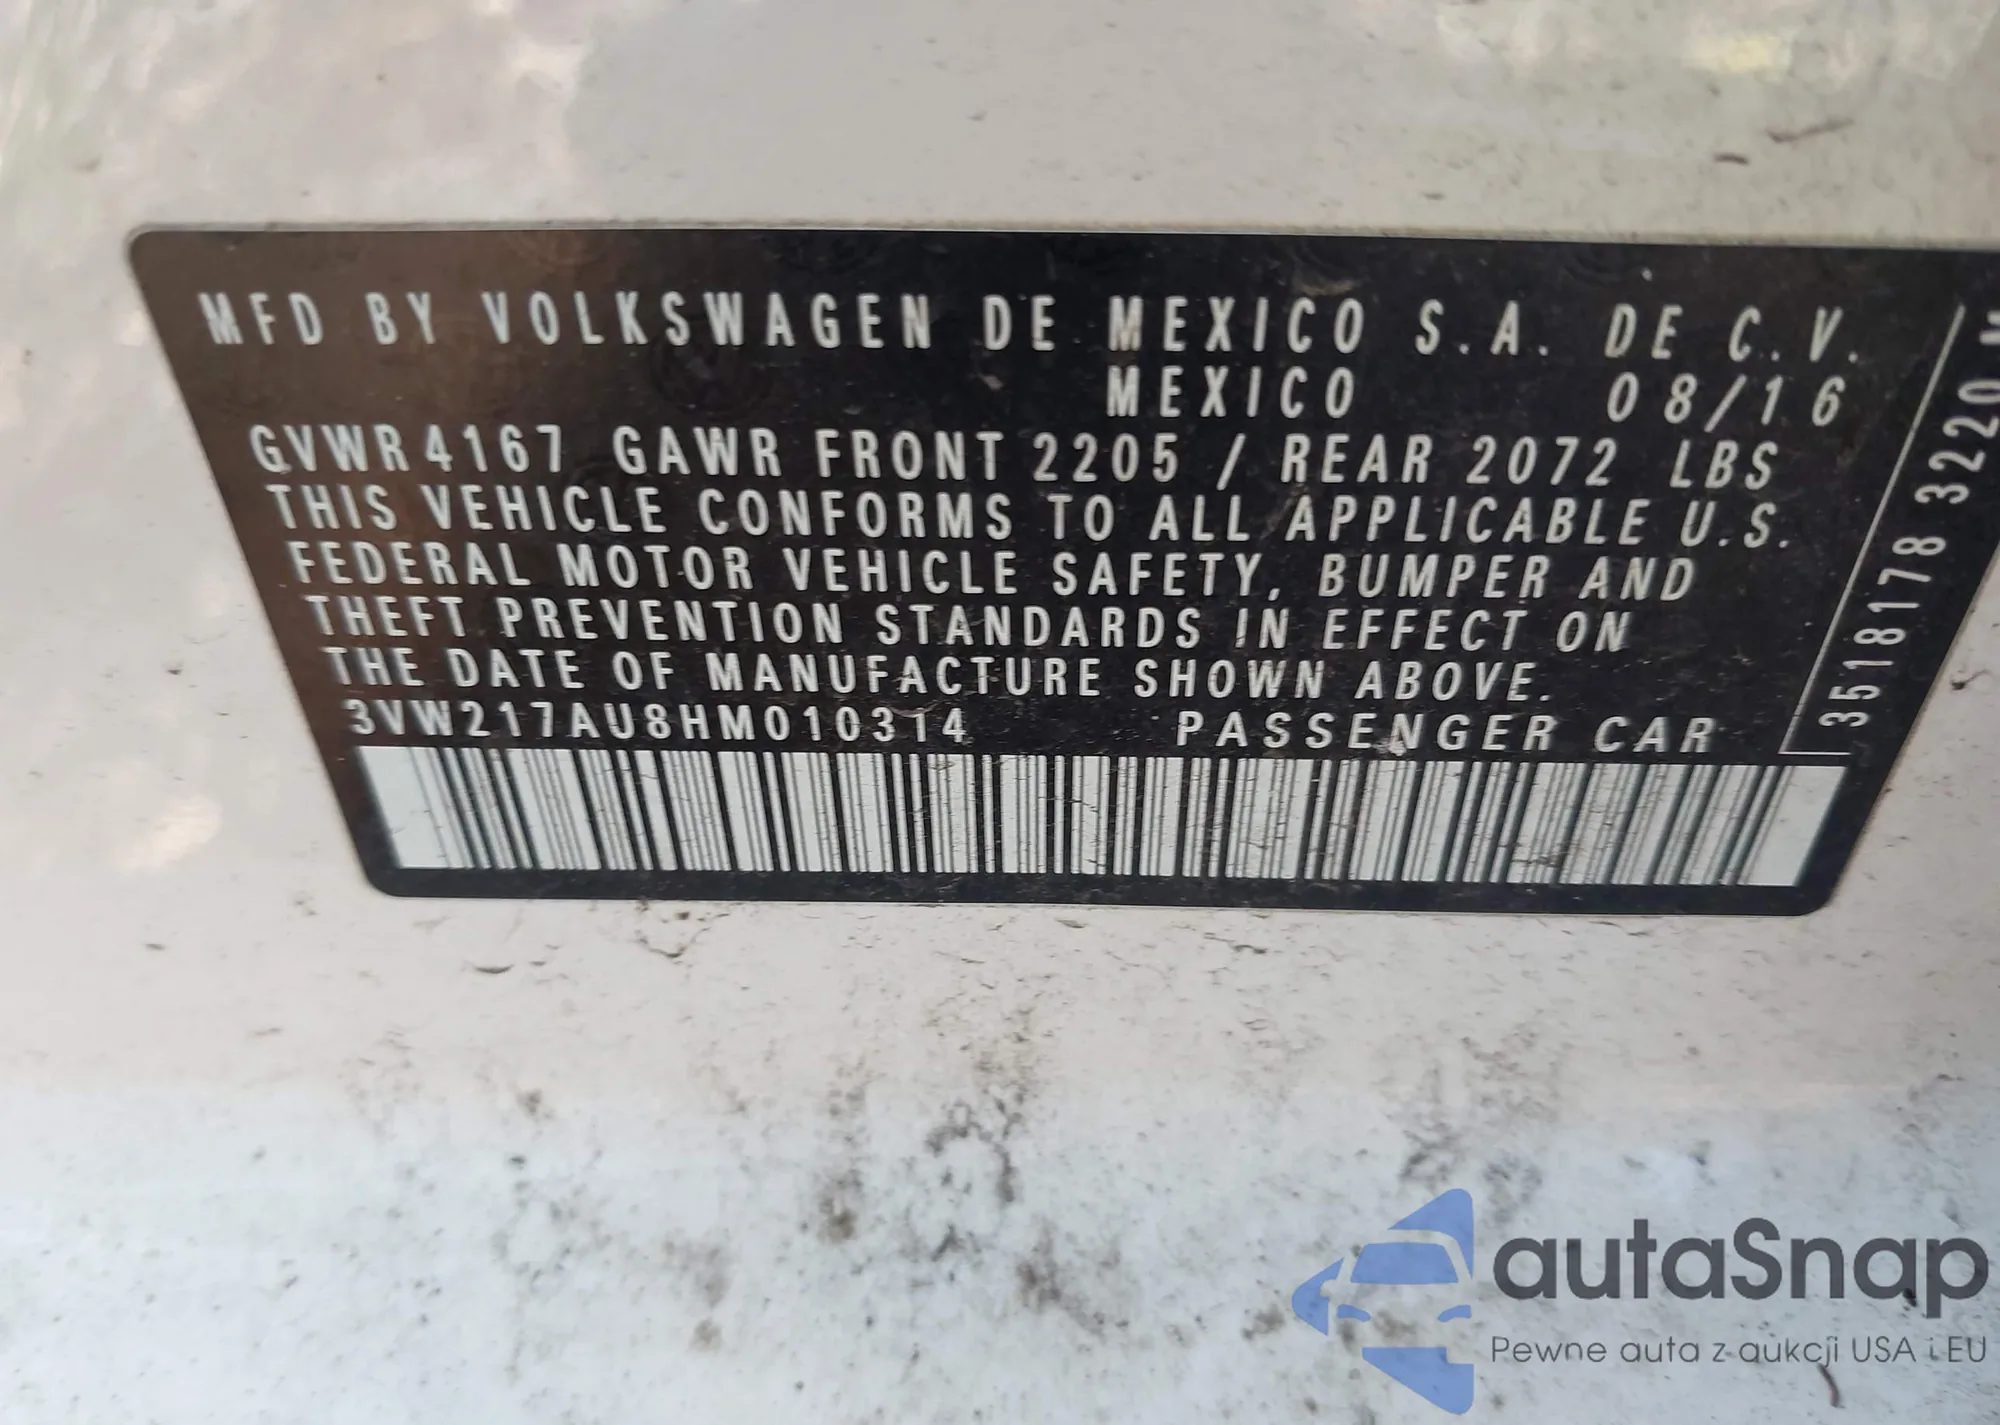 MFD BY VOLKSWAGEN DE MEXICO S.A. DE C.V.
MEXICO 08/16
GVWR 4167 GAWR FRONT 2205 / REAR 2072 LBS
THIS VEHICLE CONFORMS TO ALL APPLICABLE U.S.
FEDERAL MOTOR VEHICLE SAFETY, BUMPER AND
THEFT PREVENTION STANDARDS IN EFFECT ON
THE DATE OF MANUFACTURE SHOWN ABOVE.
3VW217AU8HM010314 PASSENGER CAR
3518178 3220
autaSnap
Pewne auta z aukcji USA i EU